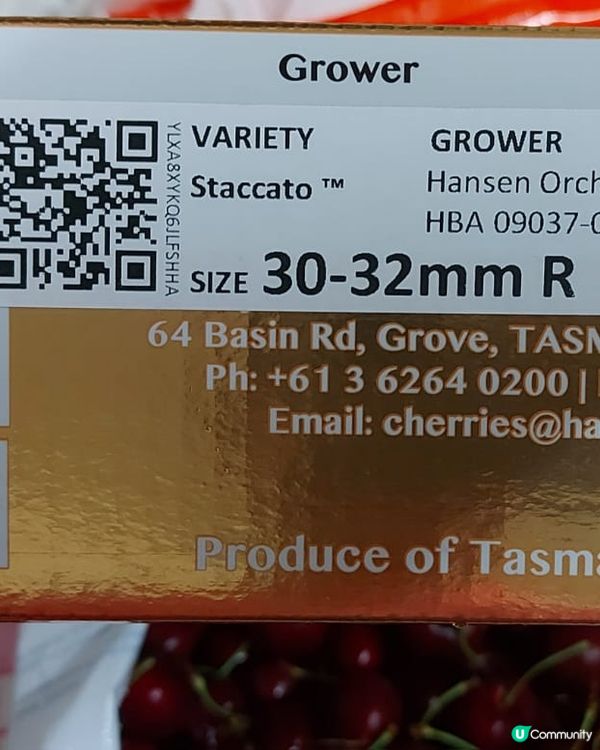 Grower
YLXA8XYKQ6JLFSHHA
VARIETY
Staccato ™
GROWER
Hansen Orch
HBA 09037-0
SIZE 30-32mm R
64 Basin Rd, Grove, TASM
Ph: +61 3 6264 0200 |
Email: cherries@ha
Produce of Tasma
U Community